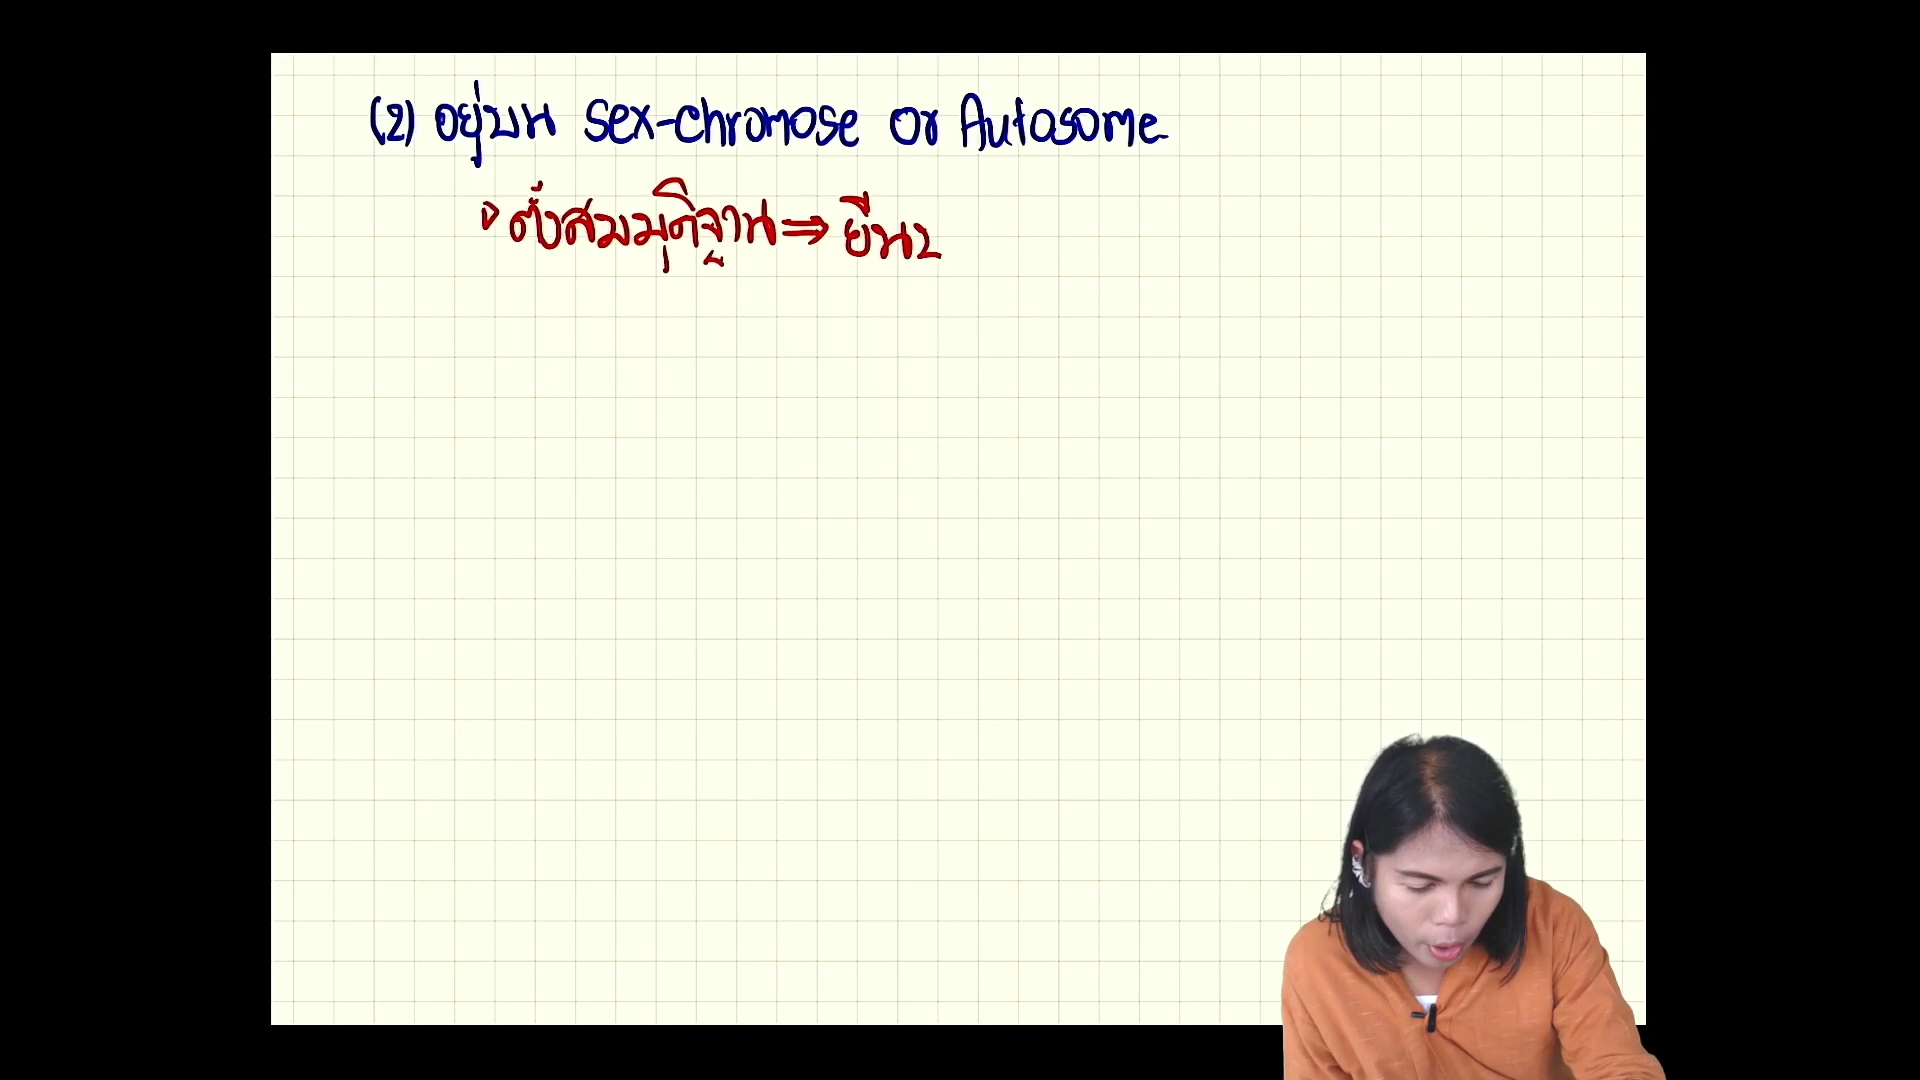 (2) อยู่บน sex-chromose or Autosome
ตั้งสมมุติฐาน ⇒ ยีน